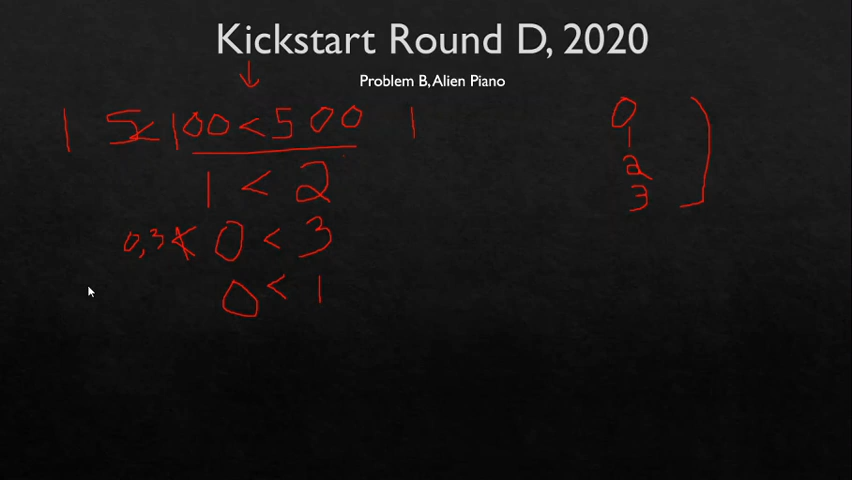 Kickstart Round D, 2020
Problem B, Alien Piano
1 5<100<500 1
1 < 2
0,3 < 0 < 3
0 < 1
0
1
2
3